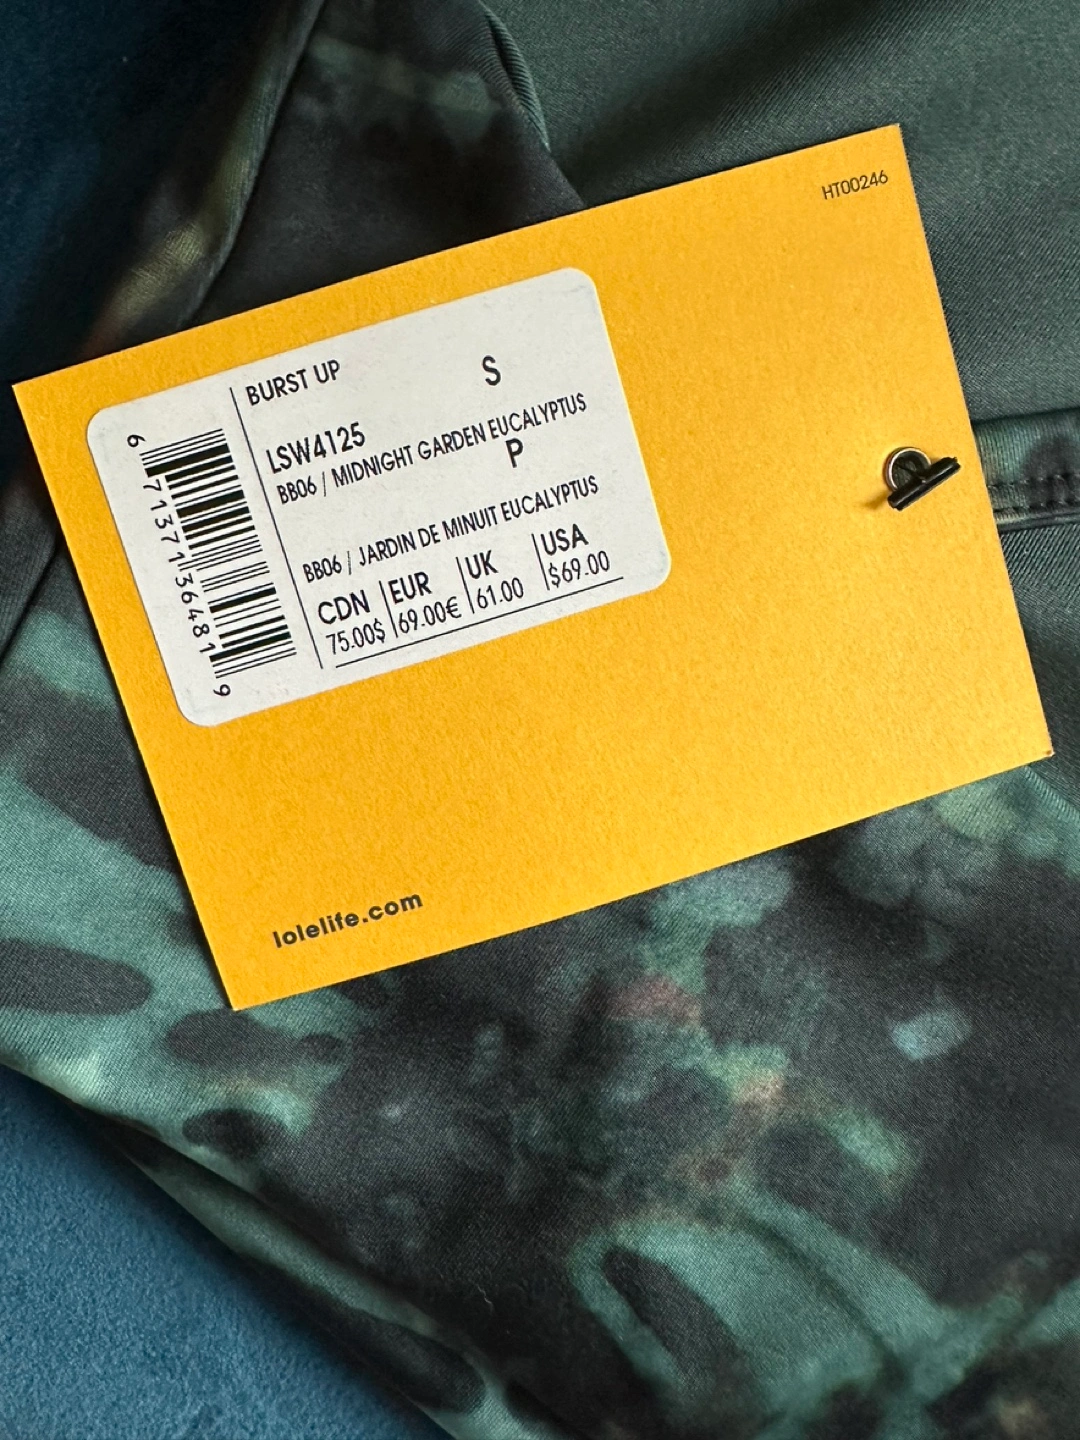 HT00246
BURST UP
S
LSW4125
BB06 / MIDNIGHT GARDEN EUCALYPTUS
P
BB06 / JARDIN DE MINUIT EUCALYPTUS
CDN EUR UK USA
75.00$ 69.00€ 61.00 $69.00
6 71371 36481 9
lolelife.com